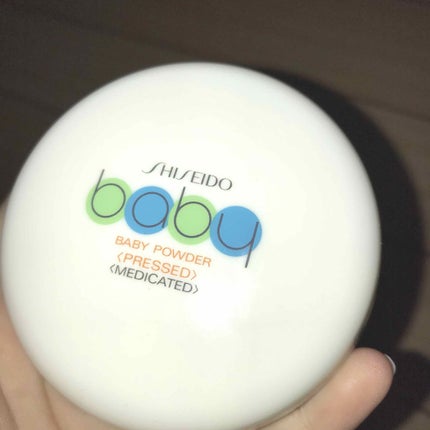 SHISEIDO
baby
BABY POWDER
〈PRESSED〉
〈MEDICATED〉